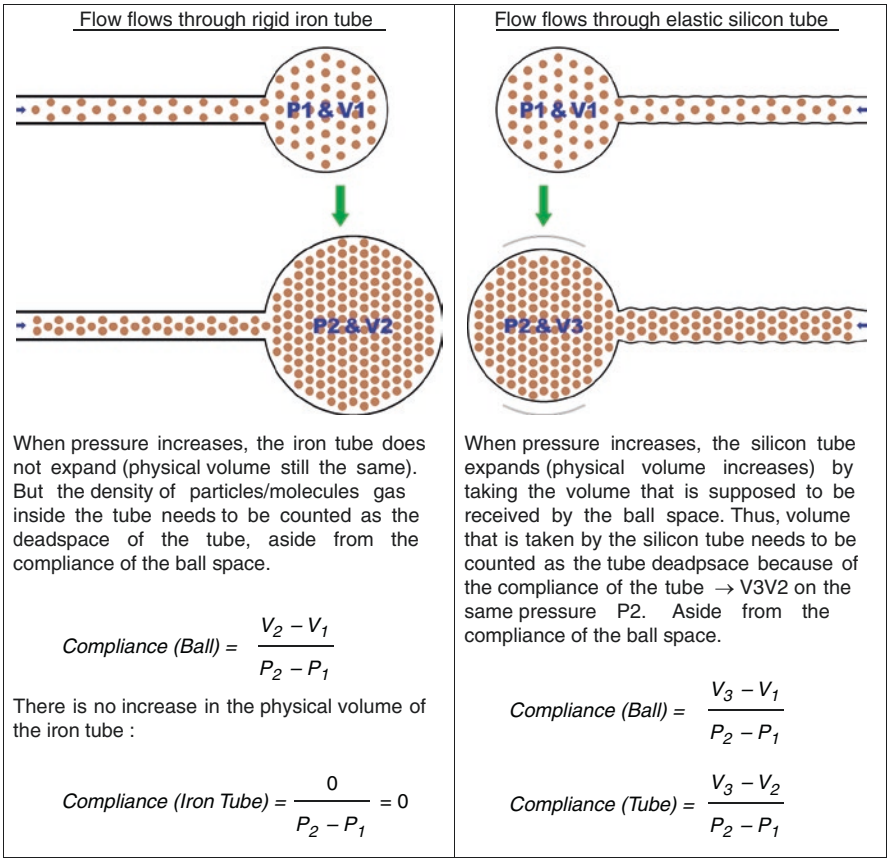 Flow flows through rigid iron tube
P1 & V1
P2 & V2
When pressure increases, the iron tube does
not expand (physical volume still the same).
But the density of particles/molecules gas
inside the tube needs to be counted as the
deadspace of the tube, aside from the
compliance of the ball space.
Compliance (Ball) = V2 – V1 / P2 – P1
There is no increase in the physical volume of
the iron tube :
Compliance (Iron Tube) = 0 / P2 – P1 = 0
Flow flows through elastic silicon tube
P1 & V1
P2 & V3
When pressure increases, the silicon tube
expands (physical volume increases) by
taking the volume that is supposed to be
received by the ball space. Thus, volume
that is taken by the silicon tube needs to be
counted as the tube deadpsace because of
the compliance of the tube → V3V2 on the
same pressure P2. Aside from the
compliance of the ball space.
Compliance (Ball) = V3 – V1 / P2 – P1
Compliance (Tube) = V3 – V2 / P2 – P1